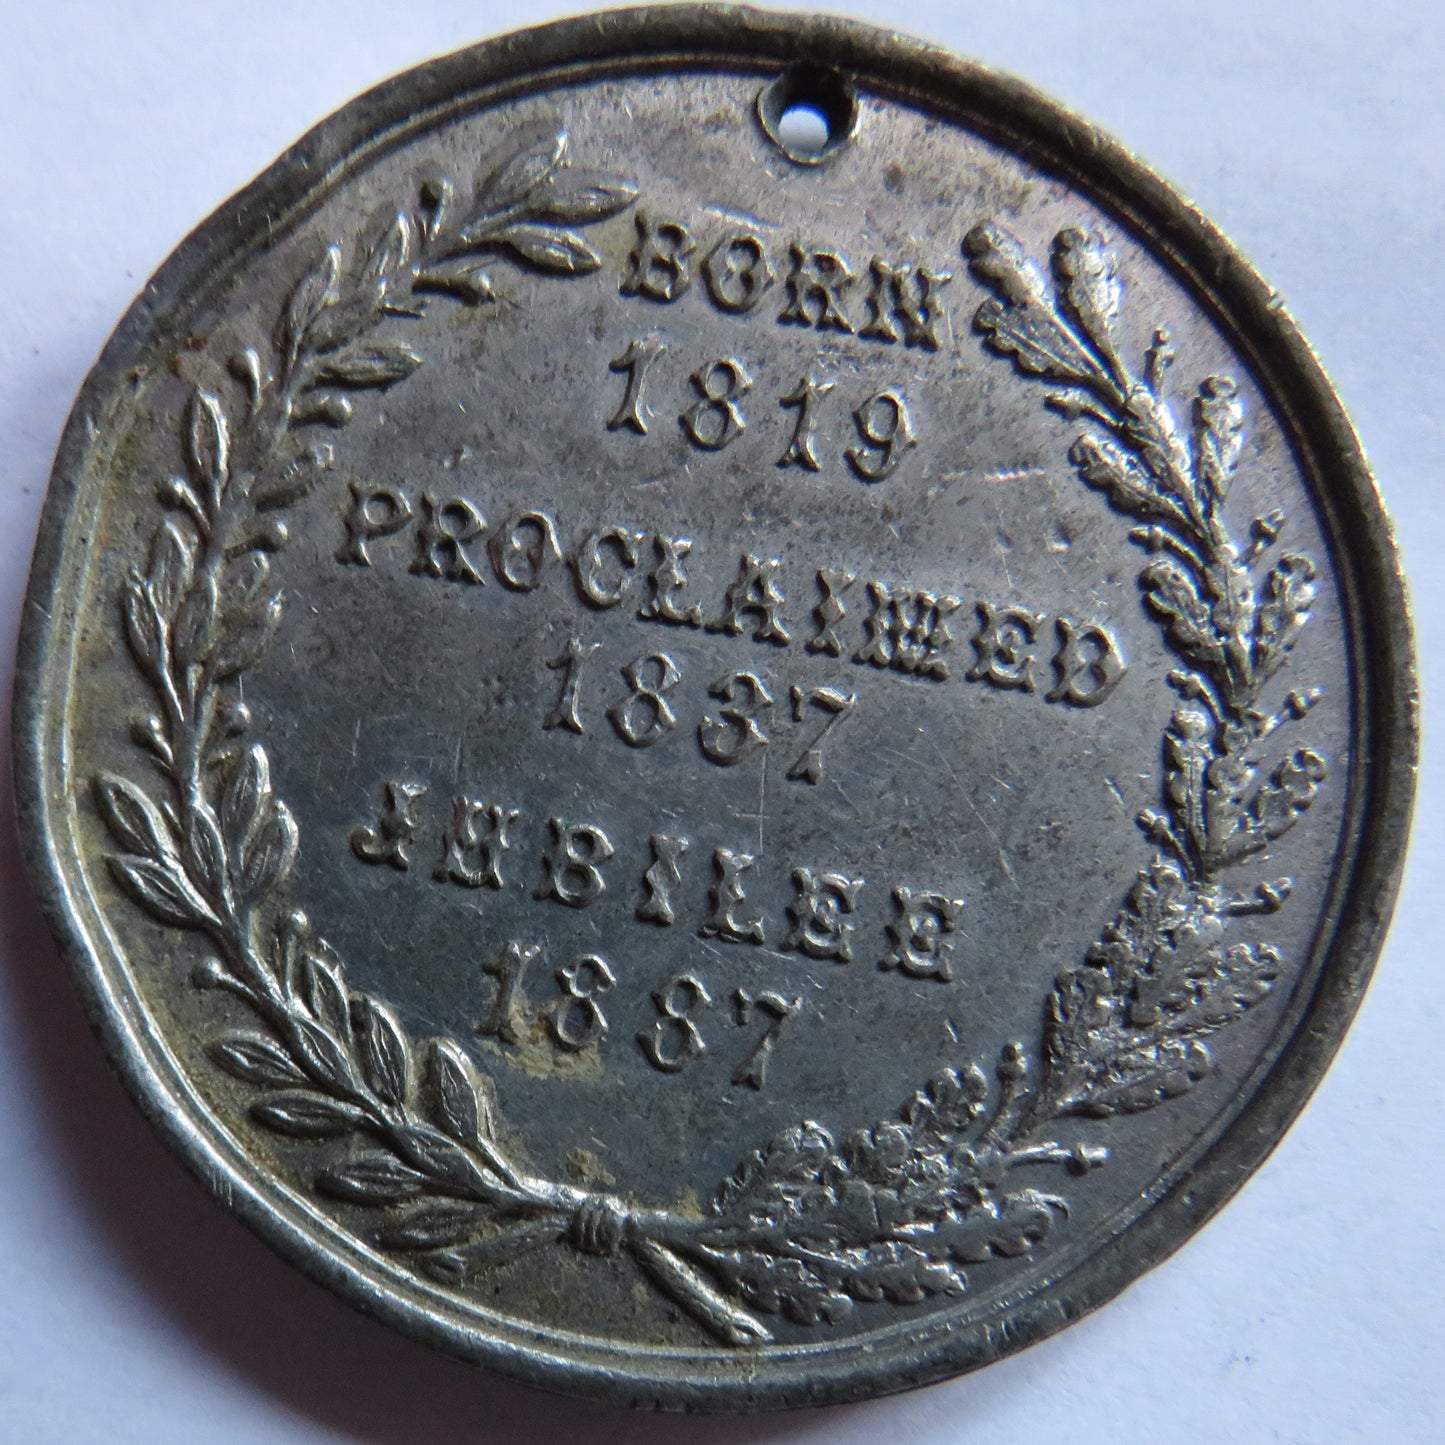 BORN
1819
PROCLAIMED
1837
JUBILEE
1887